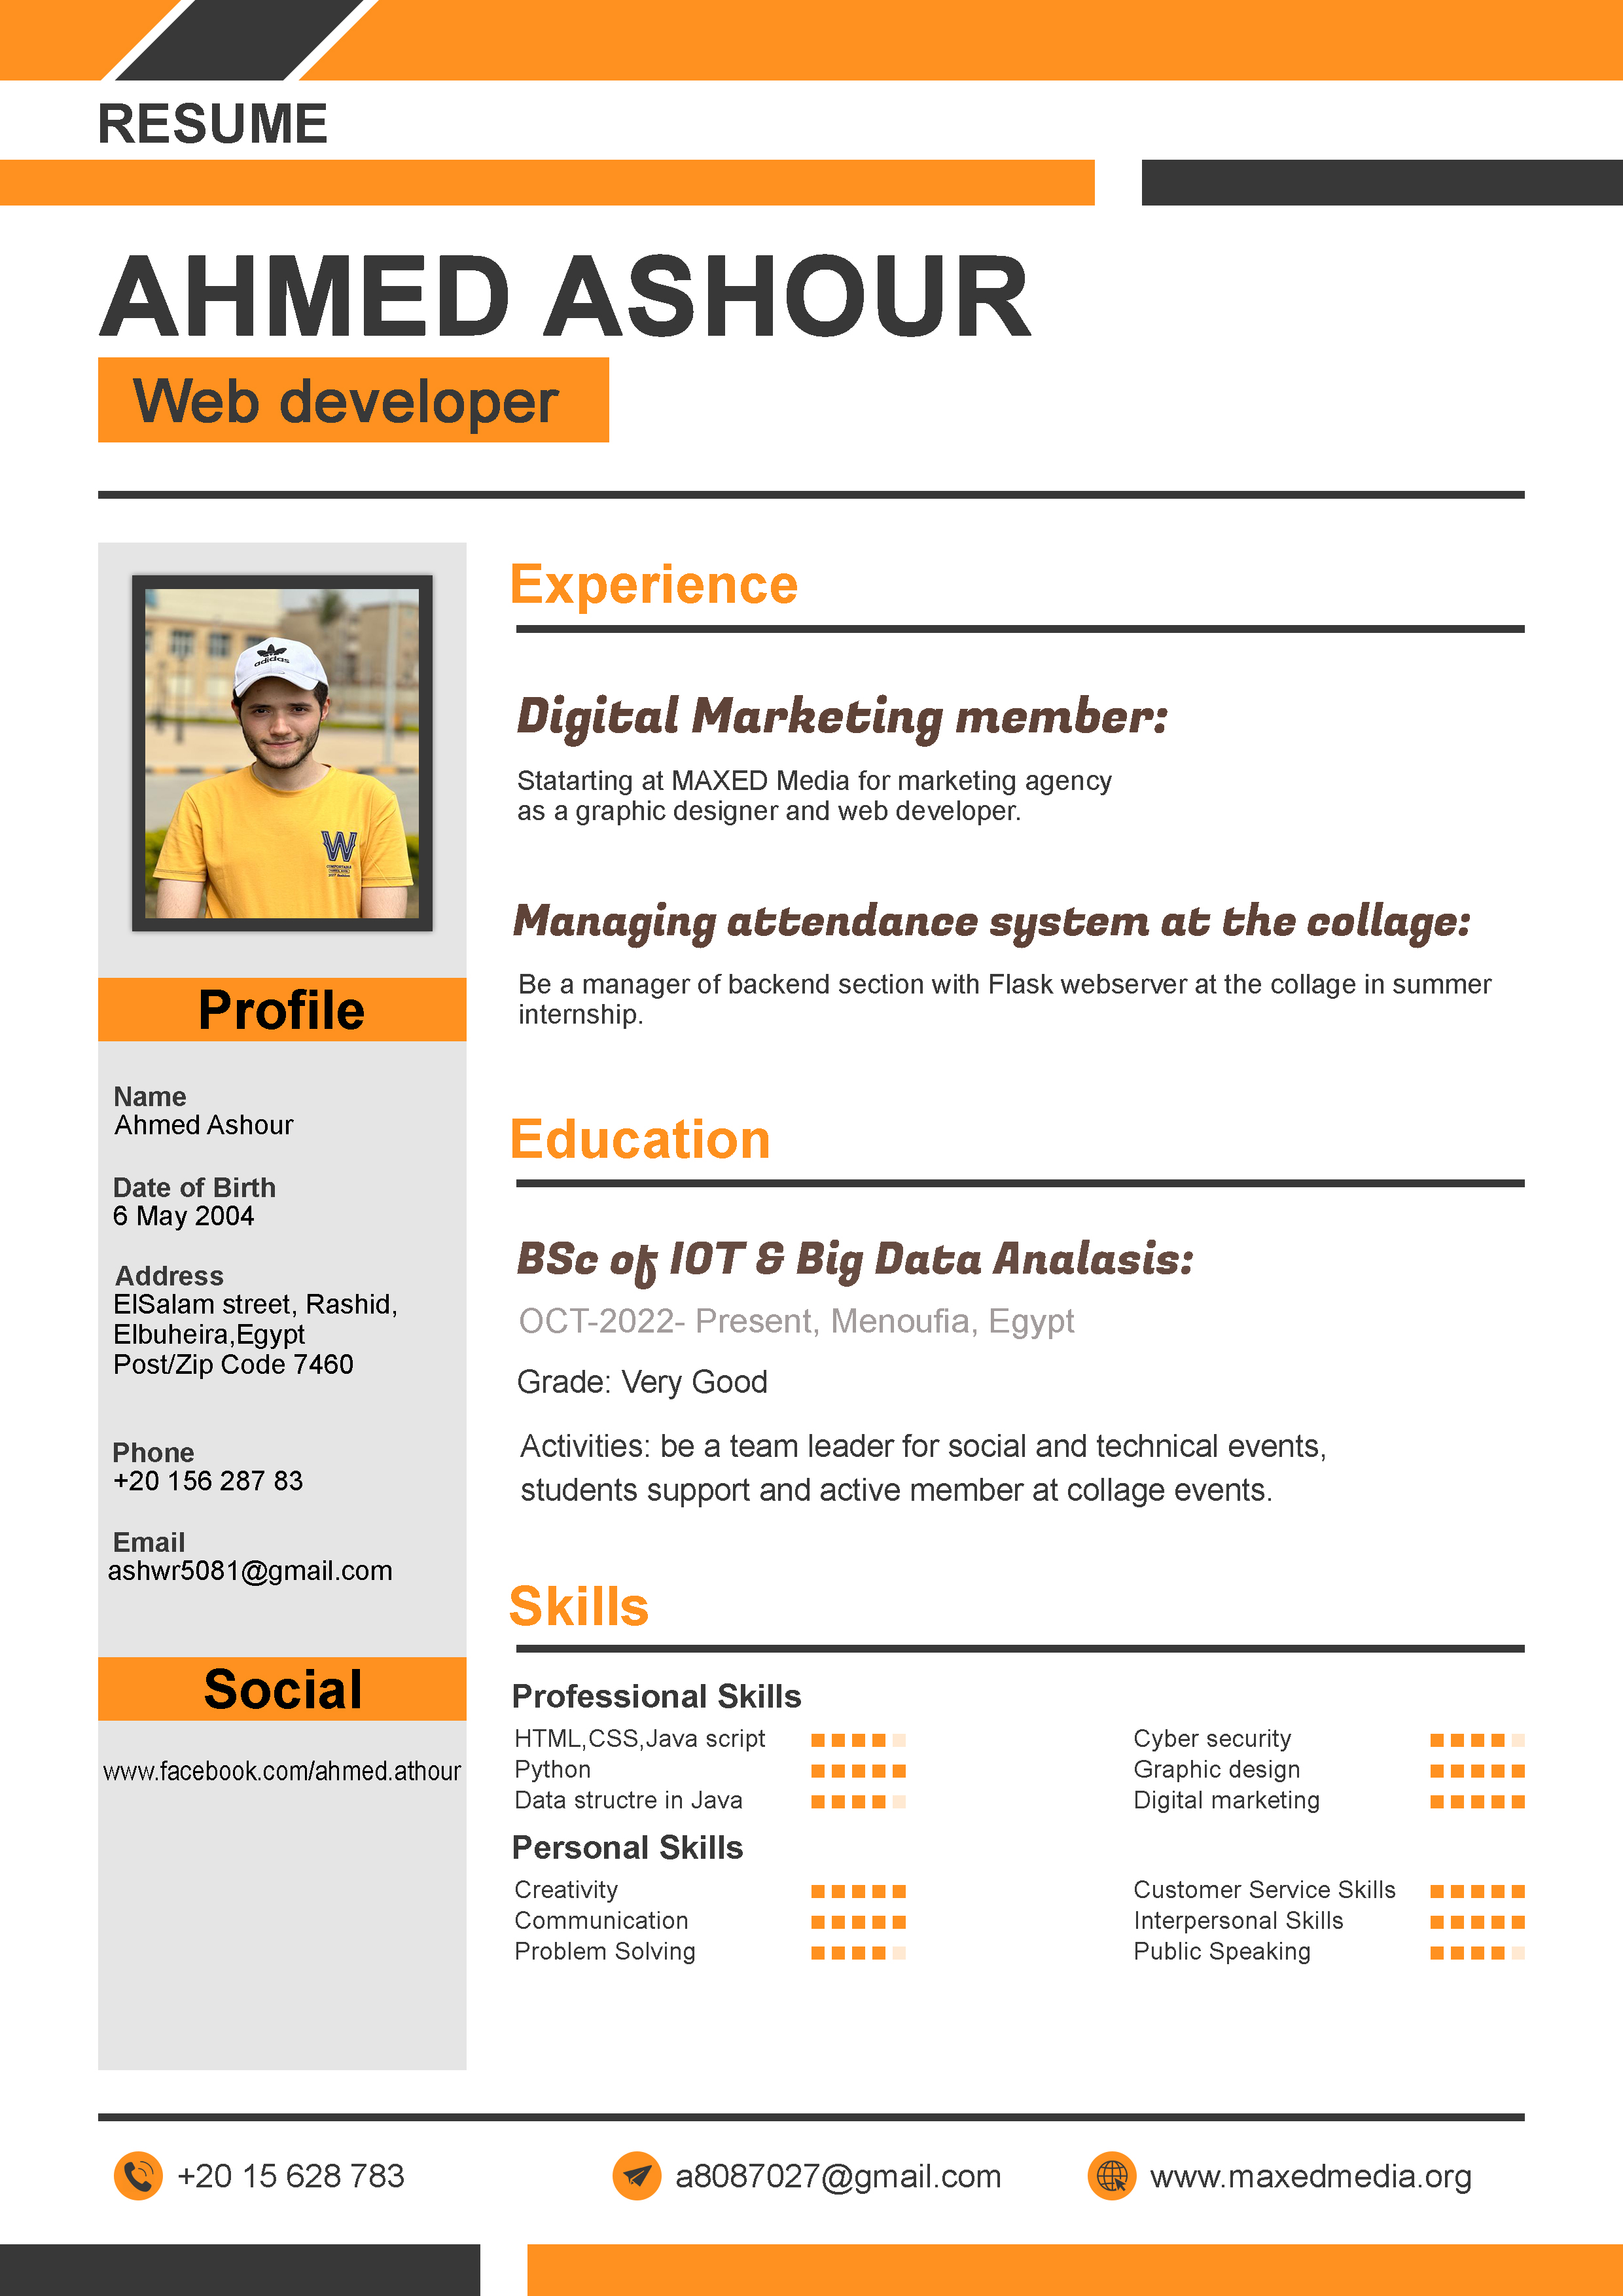 RESUME
AHMED ASHOUR
Web developer
adidas
W
Profile
Name
Ahmed Ashour
Date of Birth
6 May 2004
Address
ElSalam street, Rashid,
Elbuheira,Egypt
Post/Zip Code 7460
Phone
+20 156 287 83
Email
ashwr5081@gmail.com
Social
www.facebook.com/ahmed.athour
Experience
Digital Marketing member:
Statarting at MAXED Media for marketing agency
as a graphic designer and web developer.
Managing attendance system at the collage:
Be a manager of backend section with Flask webserver at the collage in summer
internship.
Education
BSc of IOT & Big Data Analasis:
OCT-2022- Present, Menoufia, Egypt
Grade: Very Good
Activities: be a team leader for social and technical events,
students support and active member at collage events.
Skills
Professional Skills
HTML,CSS,Java script
Python
Data structre in Java
Cyber security
Graphic design
Digital marketing
Personal Skills
Creativity
Communication
Problem Solving
Customer Service Skills
Interpersonal Skills
Public Speaking
+20 15 628 783
a8087027@gmail.com
www.maxedmedia.org